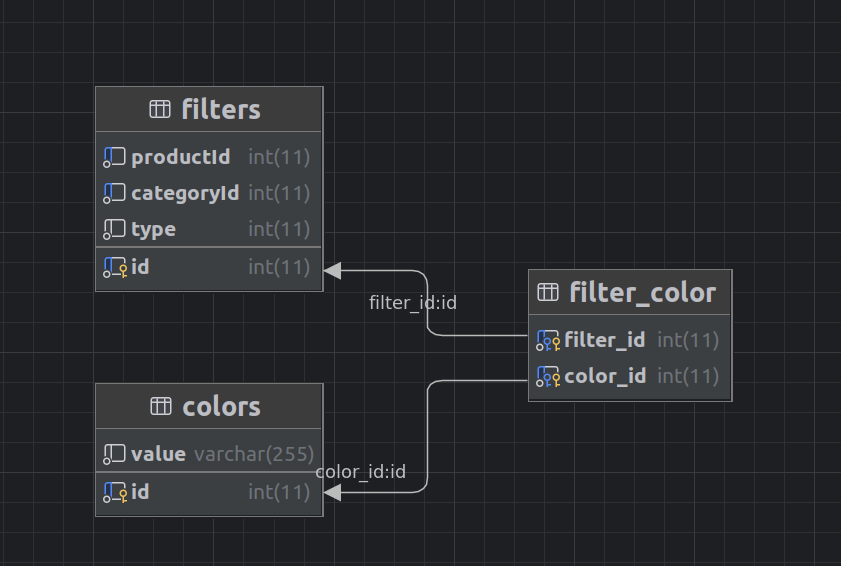 filters
productId int(11)
categoryId int(11)
type int(11)
id int(11)
filter_id:id
filter_color
filter_id int(11)
color_id int(11)
colors
value varchar(255)
color_id:id
id int(11)